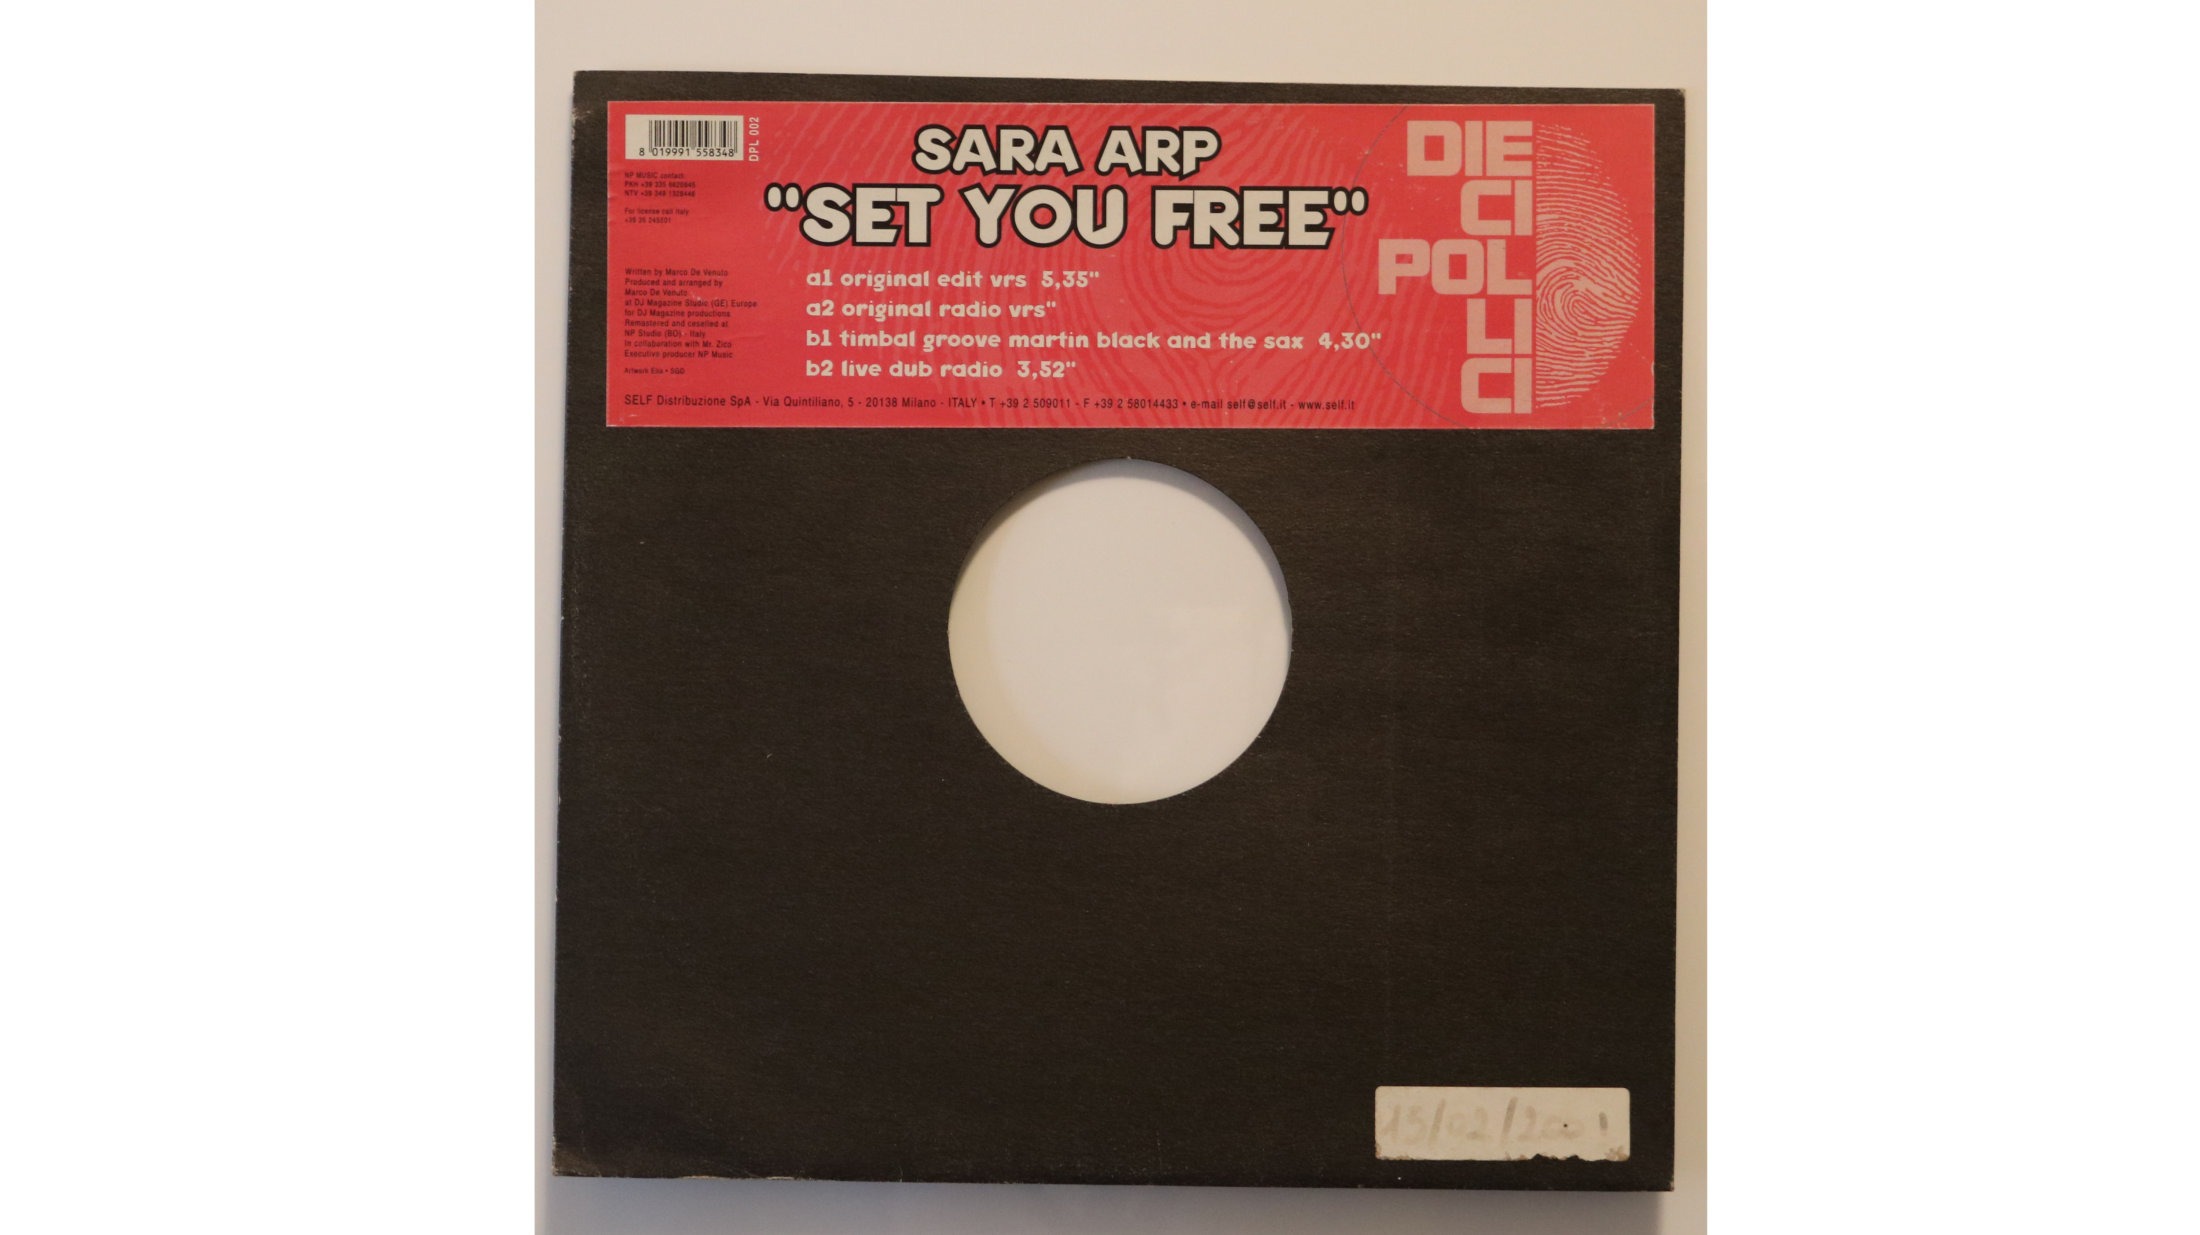 8 019991 558348
DPL 002
NP MUSIC contact:
For license call Italy
Written by Marco De Venuto
Produced and arranged by
Marco De Venuto
at DJ Magazine Studio (GE) Europe
for DJ Magazine productions
Remastered and ceselled at
NP Studio (BO) - Italy
In collaboration with Mr. Zico
Executive producer NP Music
SARA ARP
"SET YOU FREE"
a1 original edit vrs 5,35"
a2 original radio vrs"
b1 timbal groove martin black and the sax 4,30"
b2 live dub radio 3,52"
SELF Distribuzione SpA - Via Quintiliano, 5 - 20138 Milano - ITALY • T +39 2 509011 - F +39 2 58014433 • e-mail self@self.it - www.self.it
DIE
CI
POL
LI
CI